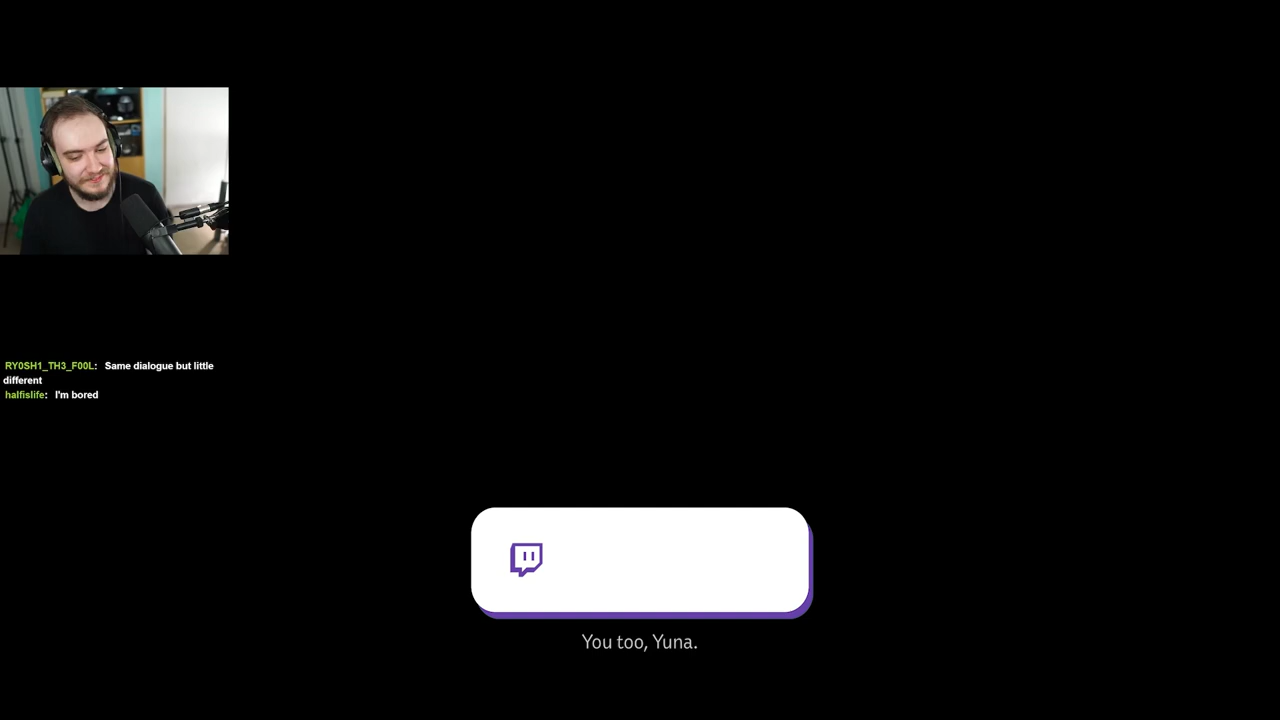 RY0SH1_TH3_F00L: Same dialogue but little
different
halfislife: I'm bored
You too, Yuna.